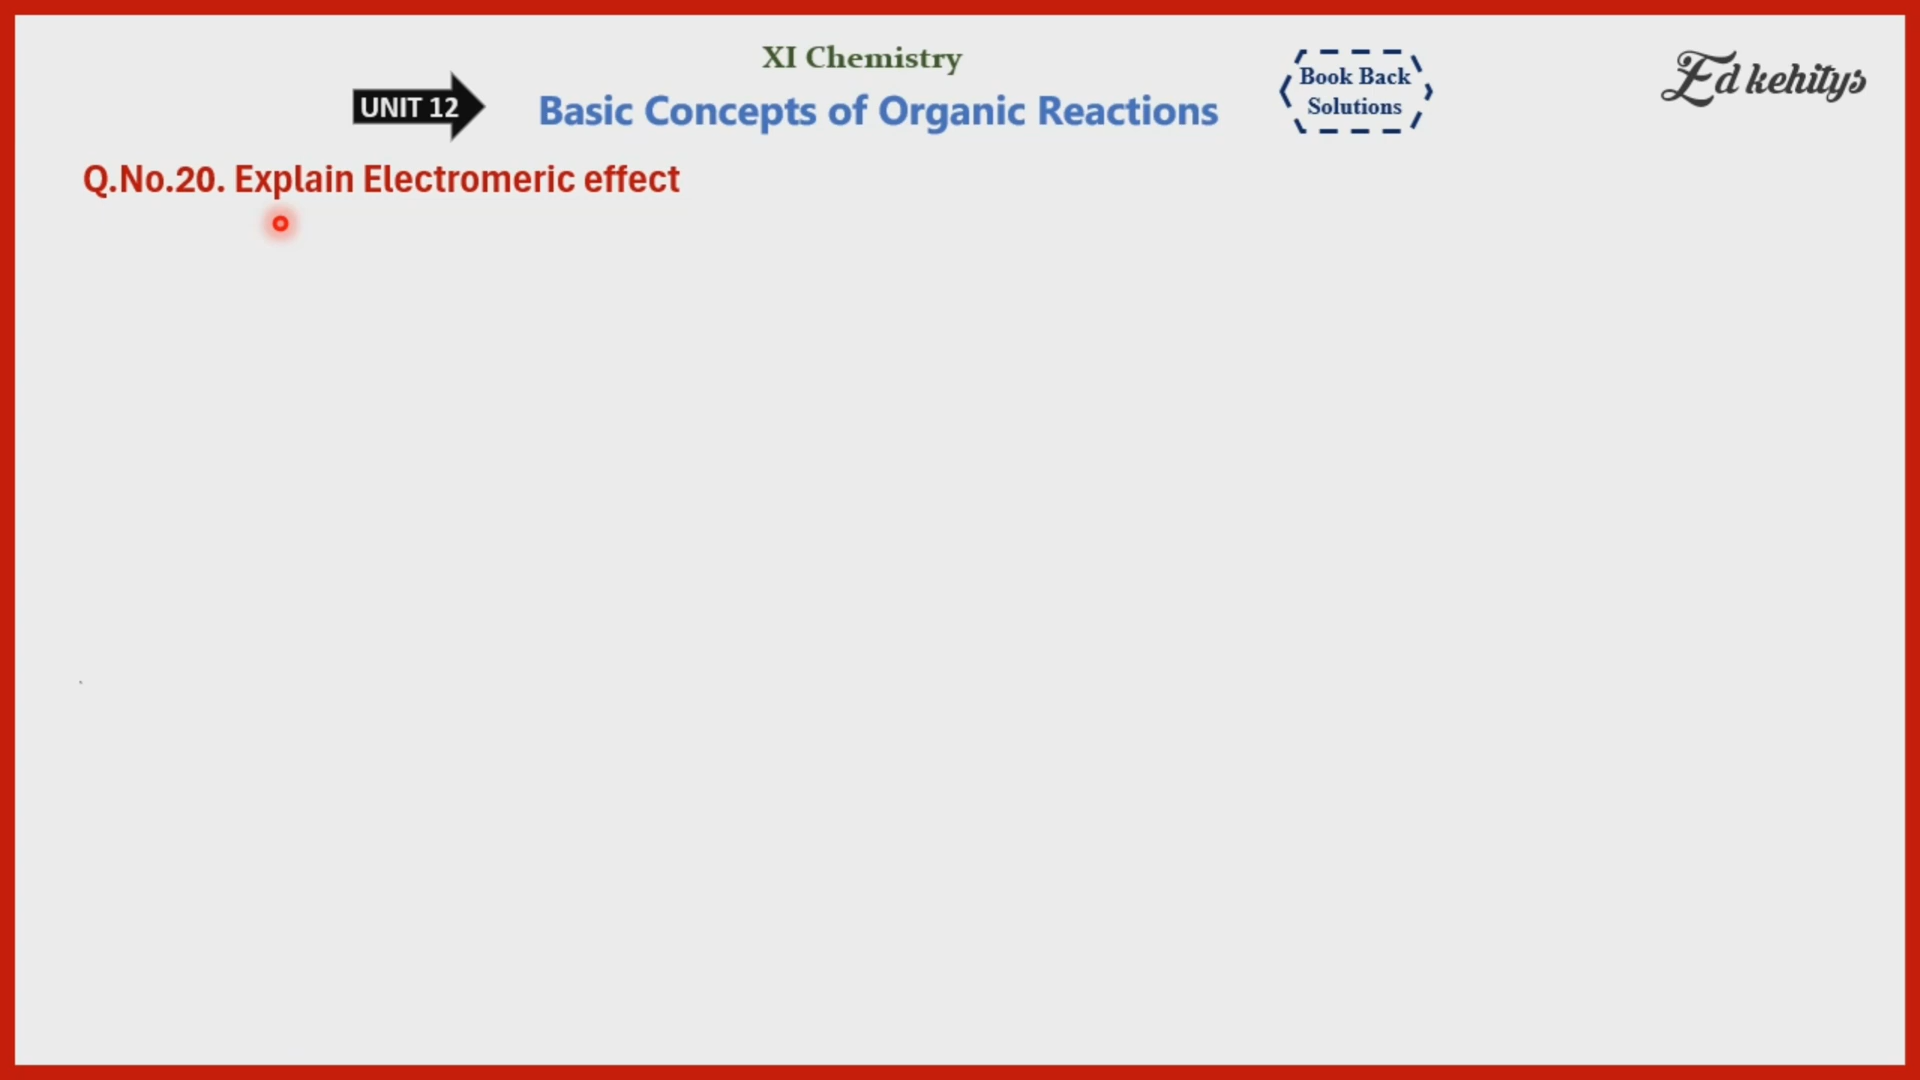 XI Chemistry
UNIT 12
Basic Concepts of Organic Reactions
Book Back
Solutions
Ed kehitys
Q.No.20. Explain Electromeric effect